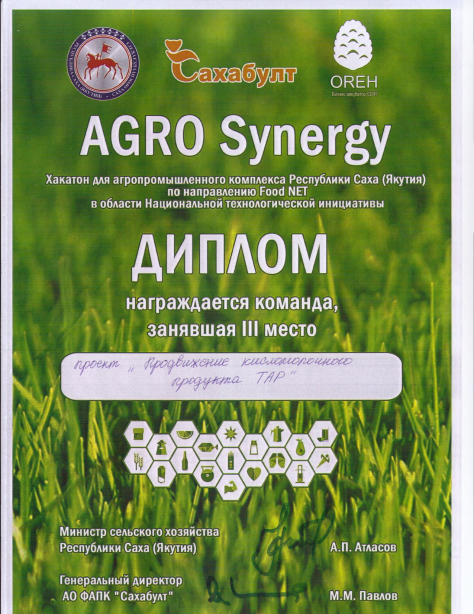 Сахабулт
ОРЕН
AGRO Synergy
Хакатон для агропромышленного комплекса Республики Саха (Якутия)
по направлению Food NET
в области Национальной технологической инициативы
ДИПЛОМ
награждается команда,
занявшая III место
проект „Продвижение кисломолочного
продукта ТАР"
Министр сельского хозяйства
Республики Саха (Якутия)
А.П. Атласов
Генеральный директор
АО ФАПК "Сахабулт"
М.М. Павлов